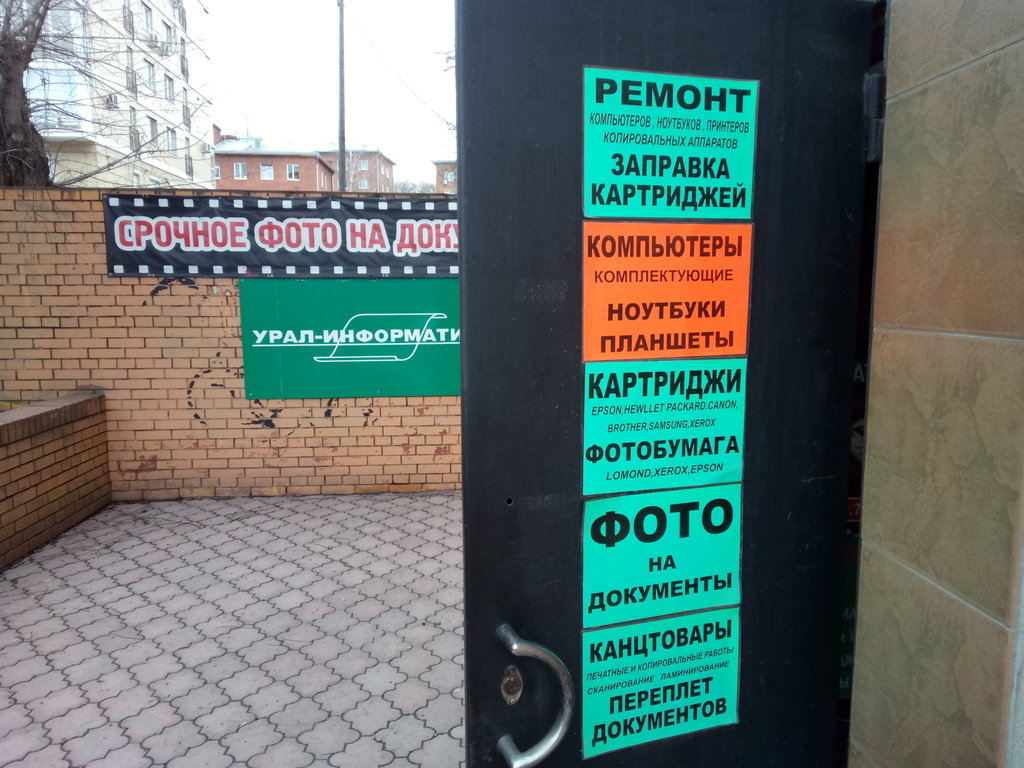 СРОЧНОЕ ФОТО НА ДОКУ
УРАЛ-ИНФОРМАТИ
РЕМОНТ
КОМПЬЮТЕРОВ, НОУТБУКОВ, ПРИНТЕРОВ
КОПИРОВАЛЬНЫХ АППАРАТОВ
ЗАПРАВКА
КАРТРИДЖЕЙ
КОМПЬЮТЕРЫ
КОМПЛЕКТУЮЩИЕ
НОУТБУКИ
ПЛАНШЕТЫ
КАРТРИДЖИ
EPSON,HEWLLET PACKARD,CANON,
BROTHER,SAMSUNG,XEROX
ФОТОБУМАГА
LOMOND,XEROX,EPSON
ФОТО
НА
ДОКУМЕНТЫ
КАНЦТОВАРЫ
ПЕЧАТНЫЕ И КОПИРОВАЛЬНЫЕ РАБОТЫ
СКАНИРОВАНИЕ ЛАМИНИРОВАНИЕ
ПЕРЕПЛЕТ
ДОКУМЕНТОВ